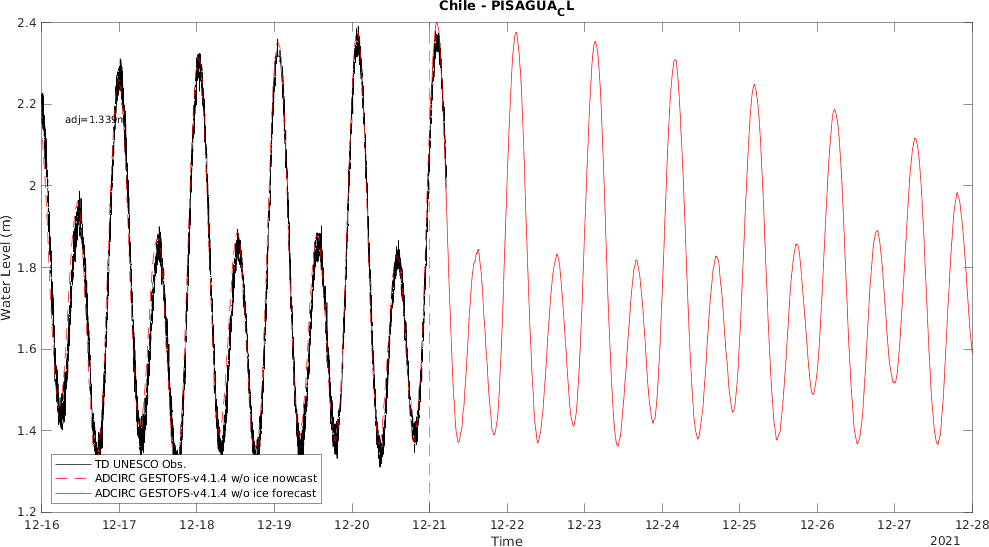 Chile - PISAGUA_CL
2.4
2.2
2
1.8
1.6
1.4
1.2
Water Level (m)
adj=1.339m
TD UNESCO Obs.
ADCIRC GESTOFS-v4.1.4 w/o ice nowcast
ADCIRC GESTOFS-v4.1.4 w/o ice forecast
12-16 12-17 12-18 12-19 12-20 12-21 12-22 12-23 12-24 12-25 12-26 12-27 12-28
Time
2021